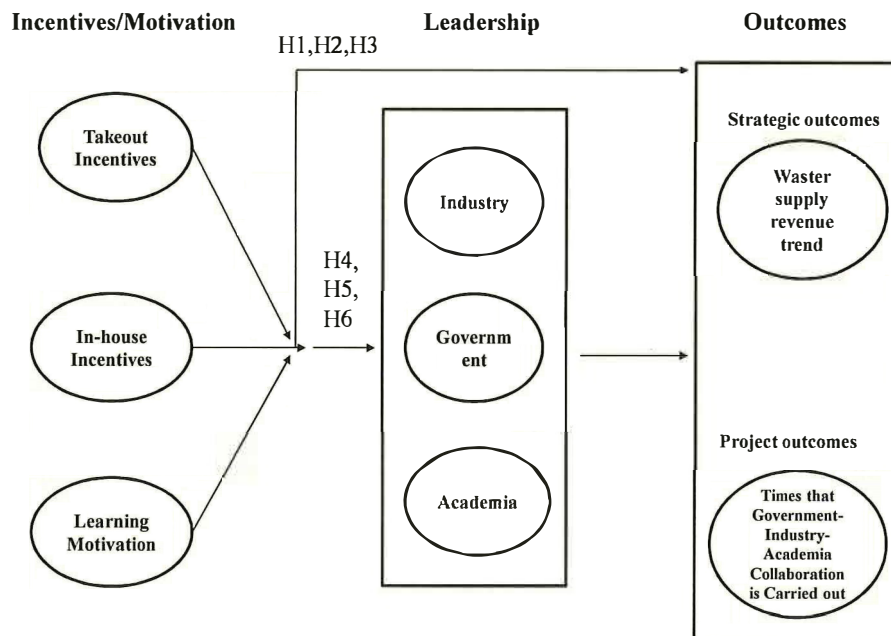 Incentives/Motivation
Leadership
Outcomes
H1,H2,H3
Takeout
Incentives
In-house
Incentives
Learning
Motivation
H4,
H5,
H6
Industry
Governm
ent
Academia
Strategic outcomes
Waster
supply
revenue
trend
Project outcomes
Times that
Government-
Industry-
Academia
Collaboration
is Carried out